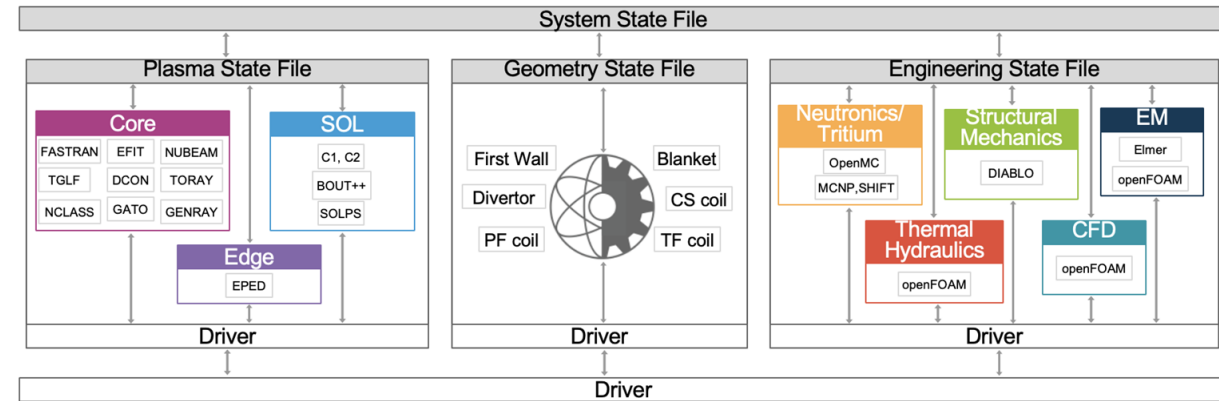 System State File
Plasma State File
Core
FASTRAN EFIT NUBEAM
TGLF DCON TORAY
NCLASS GATO GENRAY
SOL
C1, C2
BOUT++
SOLPS
Edge
EPED
Driver
Geometry State File
First Wall
Divertor
PF coil
Blanket
CS coil
TF coil
Driver
Engineering State File
Neutronics/
Tritium
OpenMC
MCNP,SHIFT
Structural
Mechanics
DIABLO
EM
Elmer
openFOAM
Thermal
Hydraulics
openFOAM
CFD
openFOAM
Driver
Driver